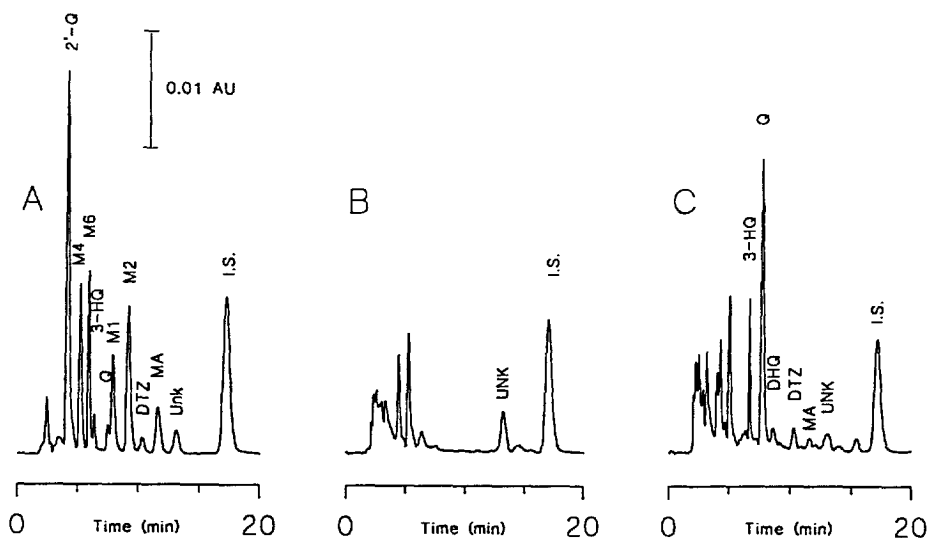 A
2'-Q
0.01 AU
M4
M6
3-HQ
Q
M1
M2
DTZ
MA
Unk
I.S.
0
Time (min)
20
B
UNK
I.S.
0
Time (min)
20
C
3-HQ
Q
DHQ
DTZ
MA
UNK
I.S.
0
Time (min)
20